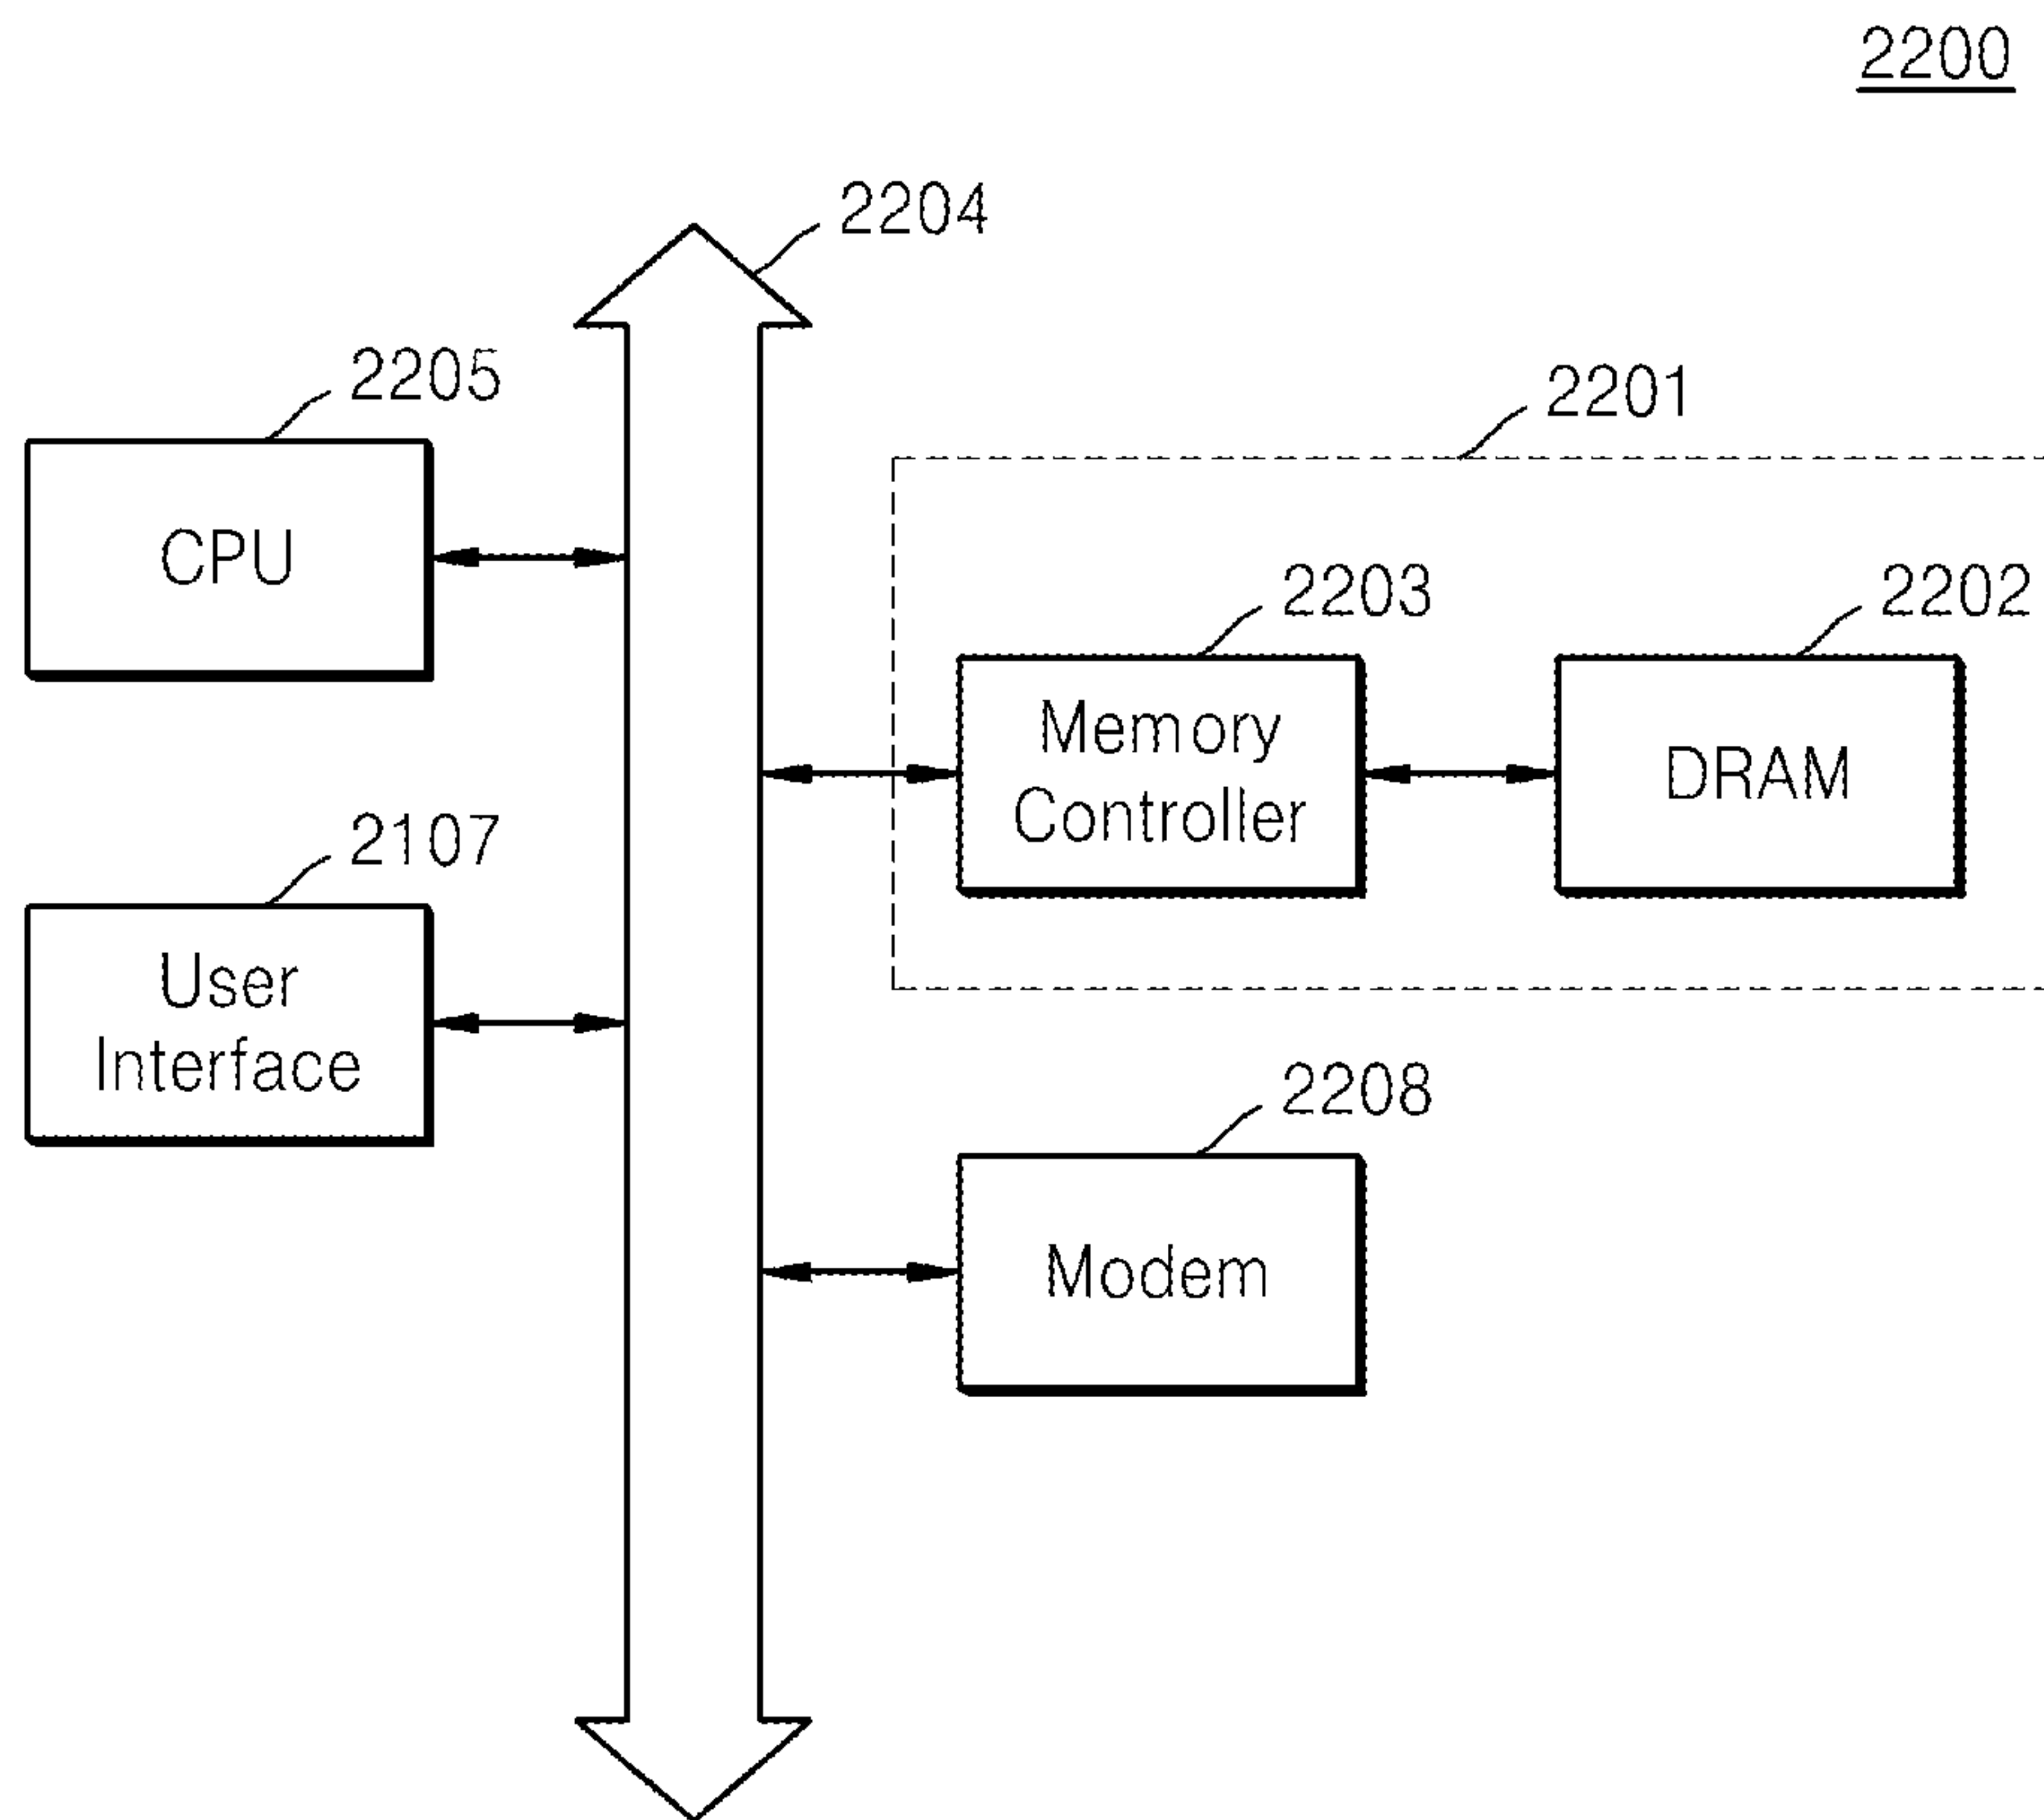 2200
2204
2205
CPU
2201
2203
2202
Memory
Controller
DRAM
2107
User
Interface
2208
Modem